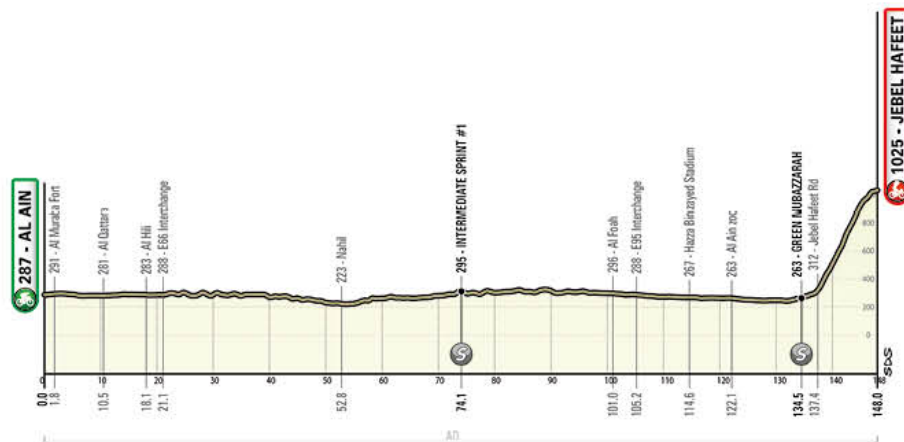 287 - AL AIN
291 - Al Muraba Fort
281 - Al Qattara
283 - Al Hili
288 - E66 Interchange
223 - Nahil
295 - INTERMEDIATE SPRINT #1
296 - Al Foah
288 - E95 Interchange
267 - Hazza Binzayed Stadium
263 - Al Ain zoo
263 - GREEN MUBAZZARAH
312 - Jebel Hafeet Rd
1025 - JEBEL HAFEET
800
600
400
200
0
S
S
SDS
0 10 20 30 40 50 60 70 80 90 100 110 120 130 140 148
0.0 1.8 10.5 18.1 21.1 52.8 74.1 101.0 105.2 114.6 122.1 134.5 137.4 148.0
AD